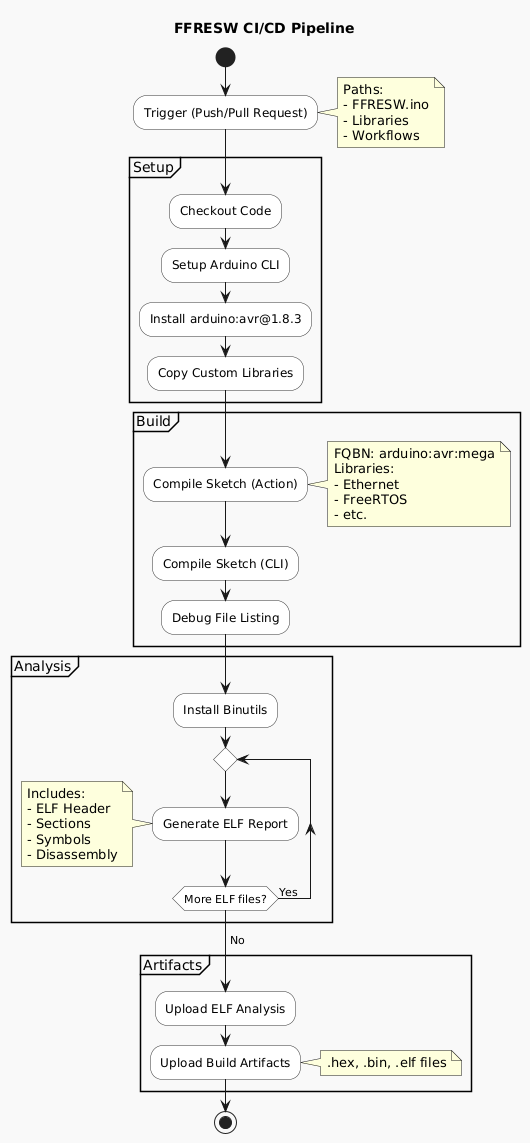 FFRESW CI/CD Pipeline
Trigger (Push/Pull Request)
Paths:
- FFRESW.ino
- Libraries
- Workflows
Setup
Checkout Code
Setup Arduino CLI
Install arduino:avr@1.8.3
Copy Custom Libraries
Build
Compile Sketch (Action)
FQBN: arduino:avr:mega
Libraries:
- Ethernet
- FreeRTOS
- etc.
Compile Sketch (CLI)
Debug File Listing
Analysis
Install Binutils
Includes:
- ELF Header
- Sections
- Symbols
- Disassembly
Generate ELF Report
More ELF files?
Yes
No
Artifacts
Upload ELF Analysis
Upload Build Artifacts
.hex, .bin, .elf files